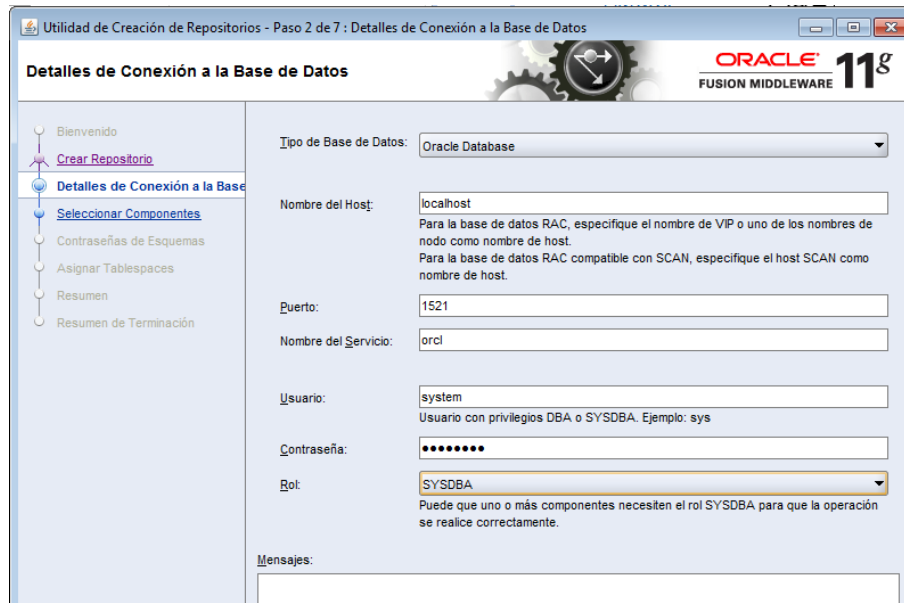 Utilidad de Creación de Repositorios - Paso 2 de 7 : Detalles de Conexión a la Base de Datos
Detalles de Conexión a la Base de Datos
ORACLE
FUSION MIDDLEWARE 11g
Bienvenido
Crear Repositorio
Detalles de Conexión a la Base
Seleccionar Componentes
Contraseñas de Esquemas
Asignar Tablespaces
Resumen
Resumen de Terminación
Tipo de Base de Datos: Oracle Database
Nombre del Host: localhost
Para la base de datos RAC, especifique el nombre de VIP o uno de los nombres de
nodo como nombre de host.
Para la base de datos RAC compatible con SCAN, especifique el host SCAN como
nombre de host.
Puerto: 1521
Nombre del Servicio: orcl
Usuario: system
Usuario con privilegios DBA o SYSDBA. Ejemplo: sys
Contraseña: ●●●●●●●●
Rol: SYSDBA
Puede que uno o más componentes necesiten el rol SYSDBA para que la operación
se realice correctamente.
Mensajes: